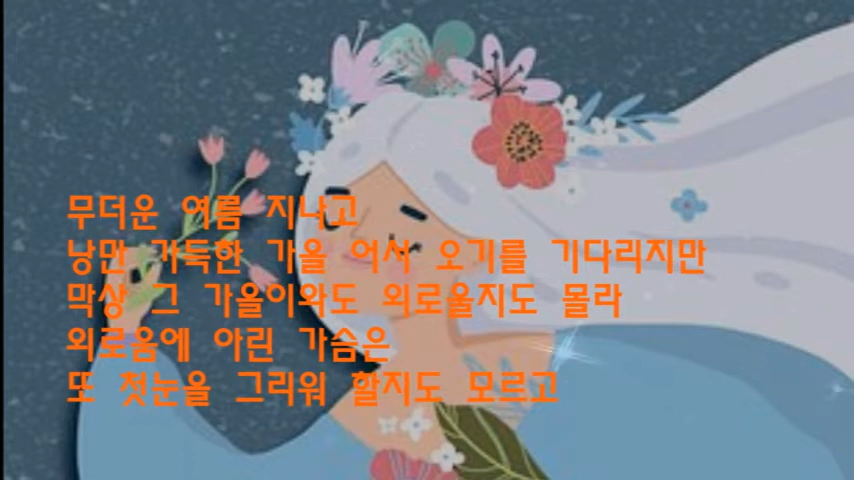 무더운 여름 지나고
낭만 가득한 가을 어서 오기를 기다리지만
막상 그 가을이와도 외로울지도 몰라
외로움에 아린 가슴은
또 첫눈을 그리워 할지도 모르고